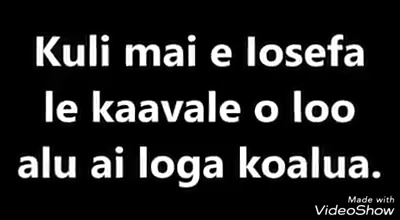 Kuli mai e Iosefa
le kaavale o loo
alu ai loga koalua.
Made with
VideoShow